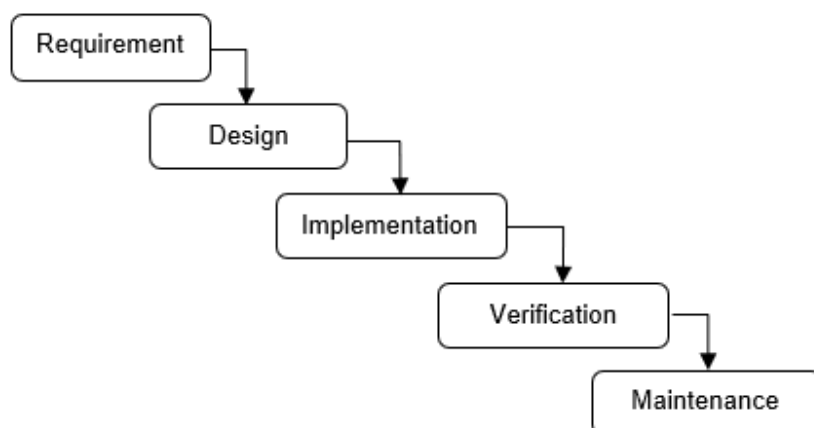 Requirement
Design
Implementation
Verification
Maintenance